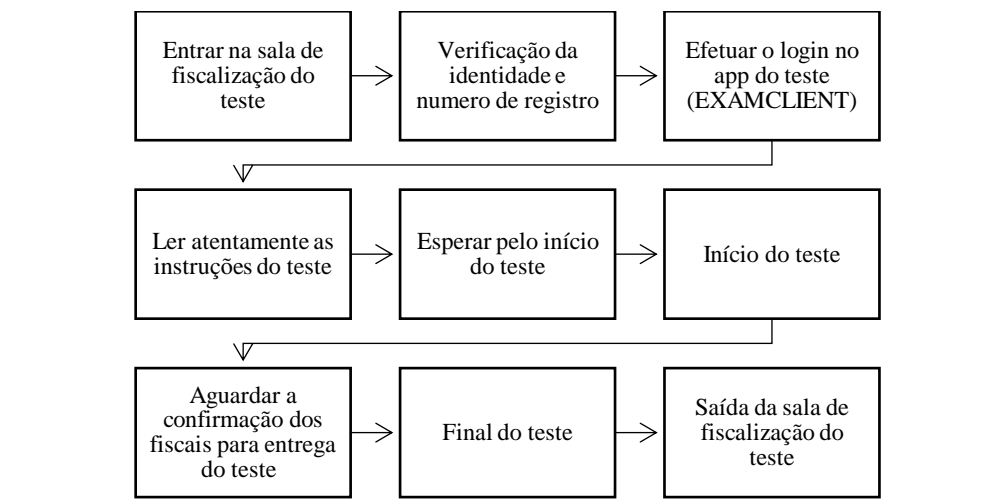 Entrar na sala de
fiscalização do
teste
Verificação da
identidade e
numero de registro
Efetuar o login no
app do teste
(EXAMCLIENT)
Ler atentamente as
instruções do teste
Esperar pelo início
do teste
Início do teste
Aguardar a
confirmação dos
fiscais para entrega
do teste
Final do teste
Saída da sala de
fiscalização do
teste